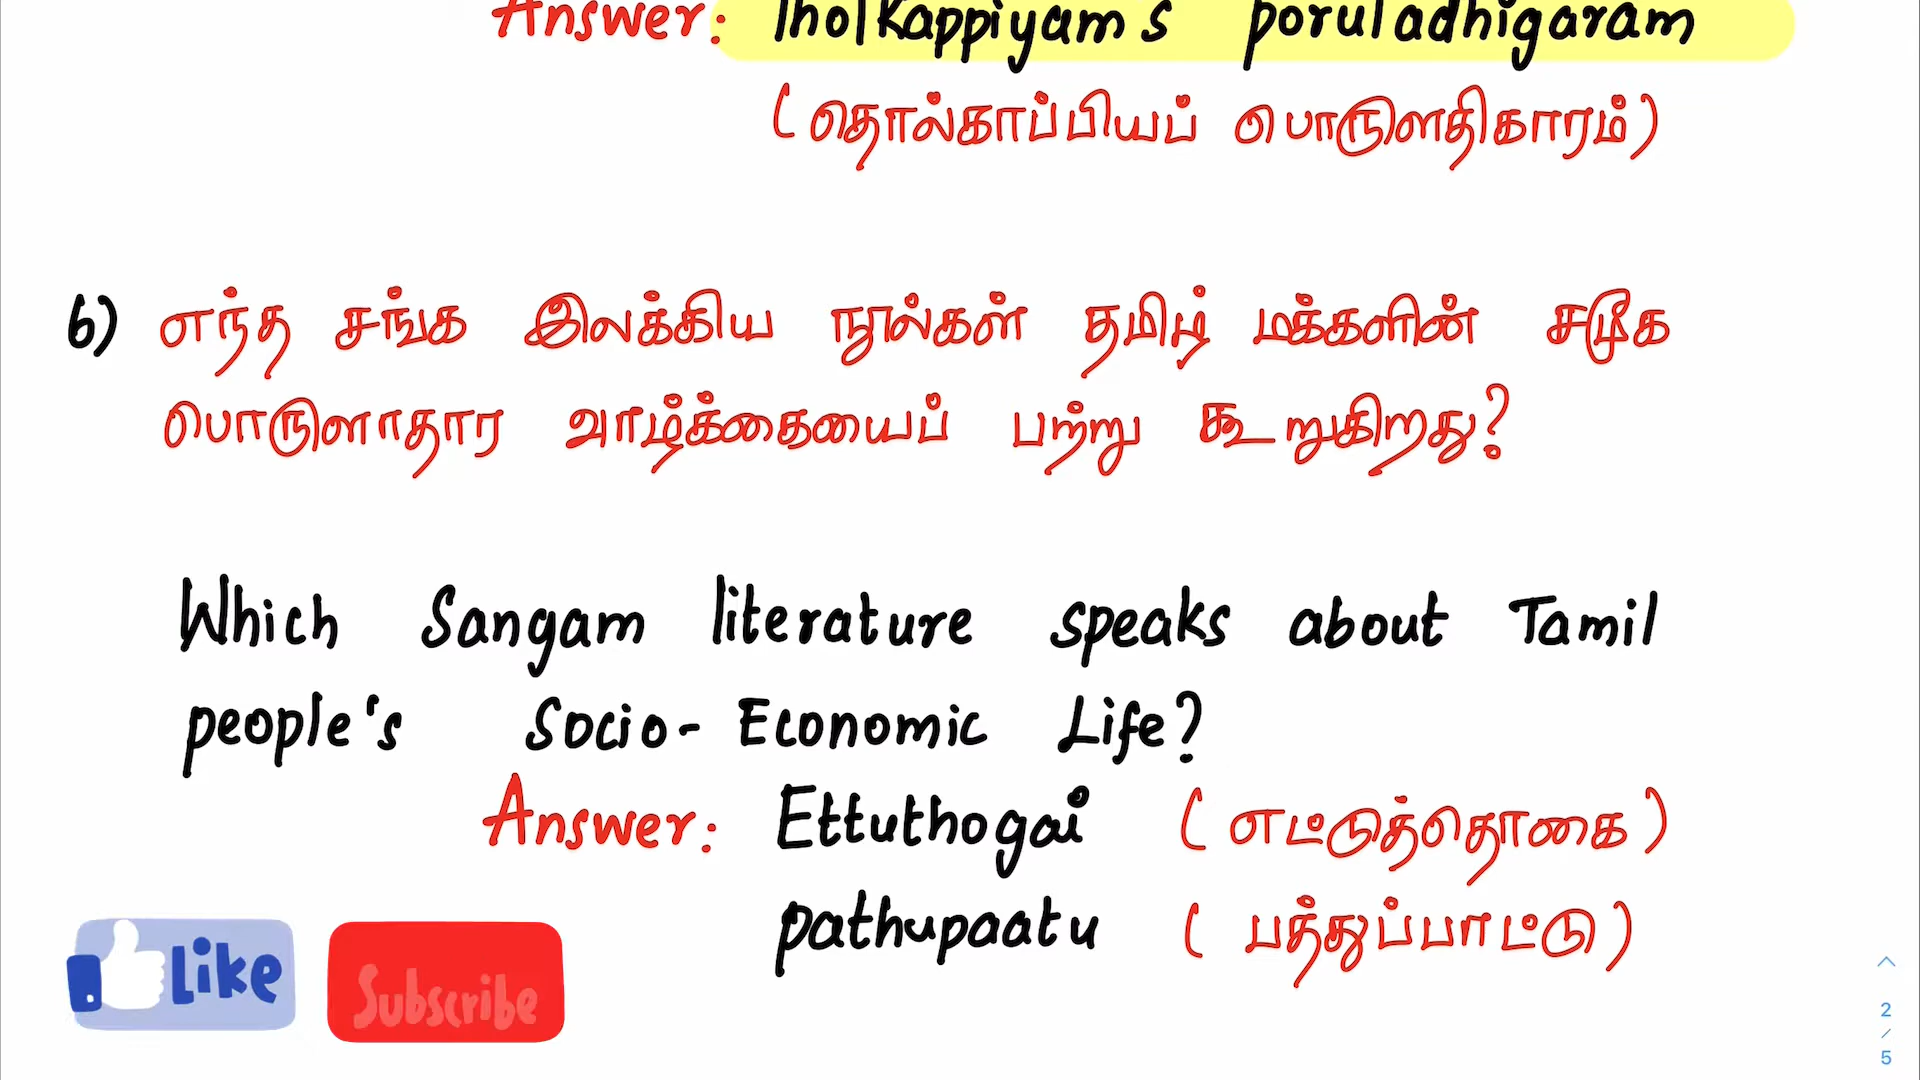 Answer: Tholkappiyam's poruladhigaram
(தொல்காப்பியப் பொருளதிகாரம்)
6) எந்த சங்க இலக்கிய நூல்கள் தமிழ் மக்களின் சமூக
பொருளாதார வாழ்க்தையைப் பற்று கூறுகிறது?
Which Sangam literature speaks about Tamil
people's Socio-Economic Life?
Answer: Ettuthogai (எட்டுத்தொகை)
pathupaatu (பத்துப்பாட்டு)
Like Subscribe
2
/
5